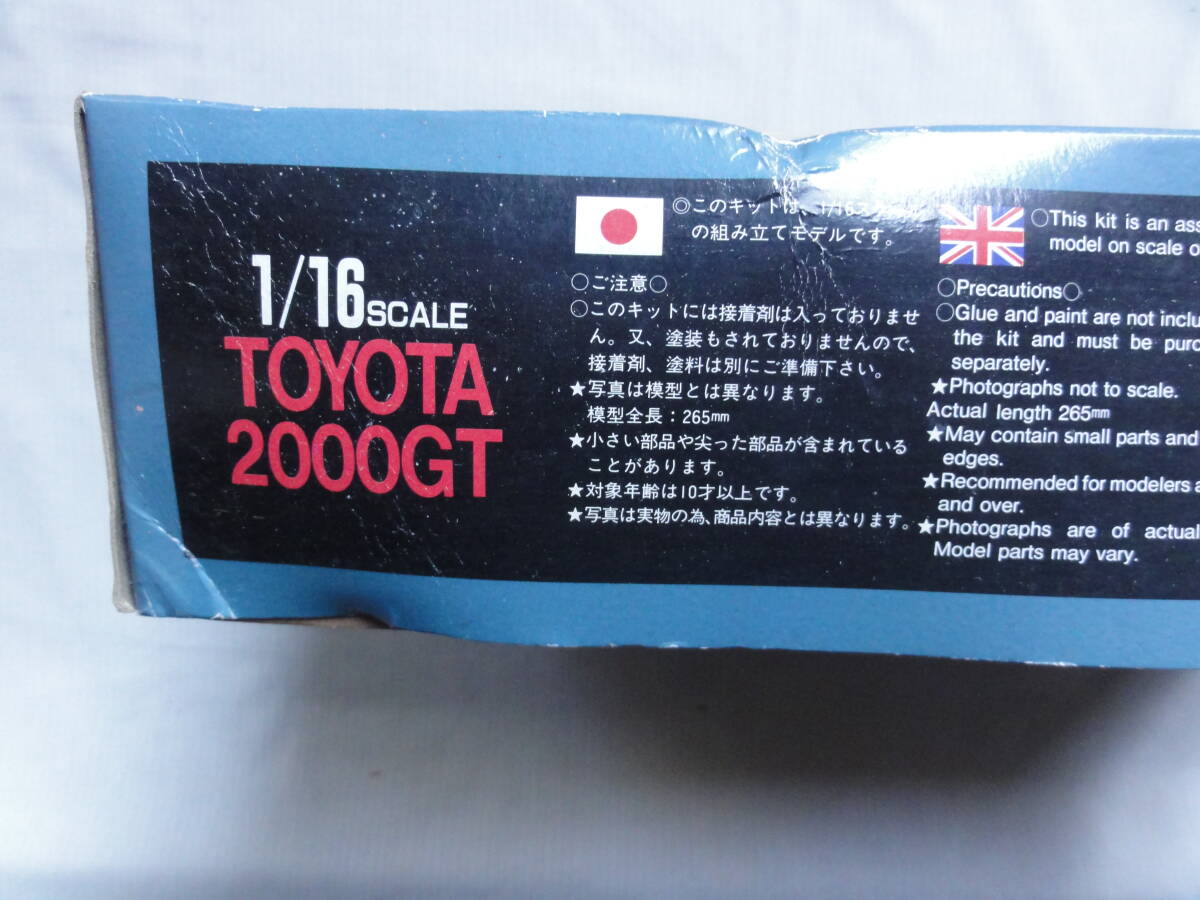 1/16 SCALE
TOYOTA
2000GT
◎このキットは、1/16
の組み立てモデルです。
○ご注意○
○このキットには接着剤は入っておりませ
ん。又、塗装もされておりませんので、
接着剤、塗料は別にご準備下さい。
★写真は模型とは異なります。
模型全長：265㎜
★小さい部品や尖った部品が含まれている
ことがあります。
★対象年齢は10才以上です。
★写真は実物の為、商品内容とは異なります。
○This kit is an ass
model on scale o
○Precautions○
○Glue and paint are not inclu
the kit and must be purc
separately.
★Photographs not to scale.
Actual length 265㎜
★May contain small parts and
edges.
★Recommended for modelers a
and over.
★Photographs are of actual
Model parts may vary.